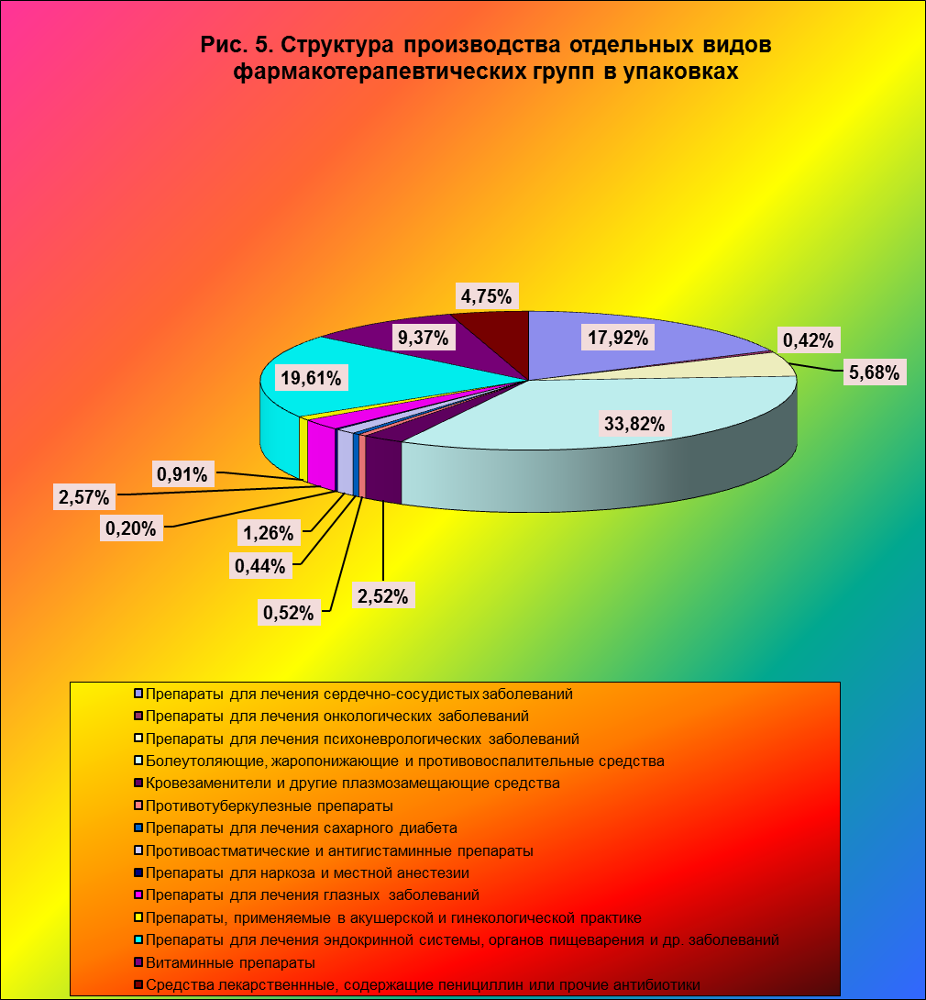 Рис. 5. Структура производства отдельных видов
фармакотерапевтических групп в упаковках
4,75%
17,92%
9,37%
0,42%
5,68%
19,61%
33,82%
0,91%
2,57%
0,20%
1,26%
0,44%
2,52%
0,52%
Препараты для лечения сердечно-сосудистых заболеваний
Препараты для лечения онкологических заболеваний
Препараты для лечения психоневрологических заболеваний
Болеутоляющие, жаропонижающие и противовоспалительные средства
Кровезаменители и другие плазмозамещающие средства
Противотуберкулезные препараты
Препараты для лечения сахарного диабета
Противоастматические и антигистаминные препараты
Препараты для наркоза и местной анестезии
Препараты для лечения глазных заболеваний
Препараты, применяемые в акушерской и гинекологической практике
Препараты для лечения эндокринной системы, органов пищеварения и др. заболеваний
Витаминные препараты
Средства лекарственнные, содержащие пенициллин или прочие антибиотики